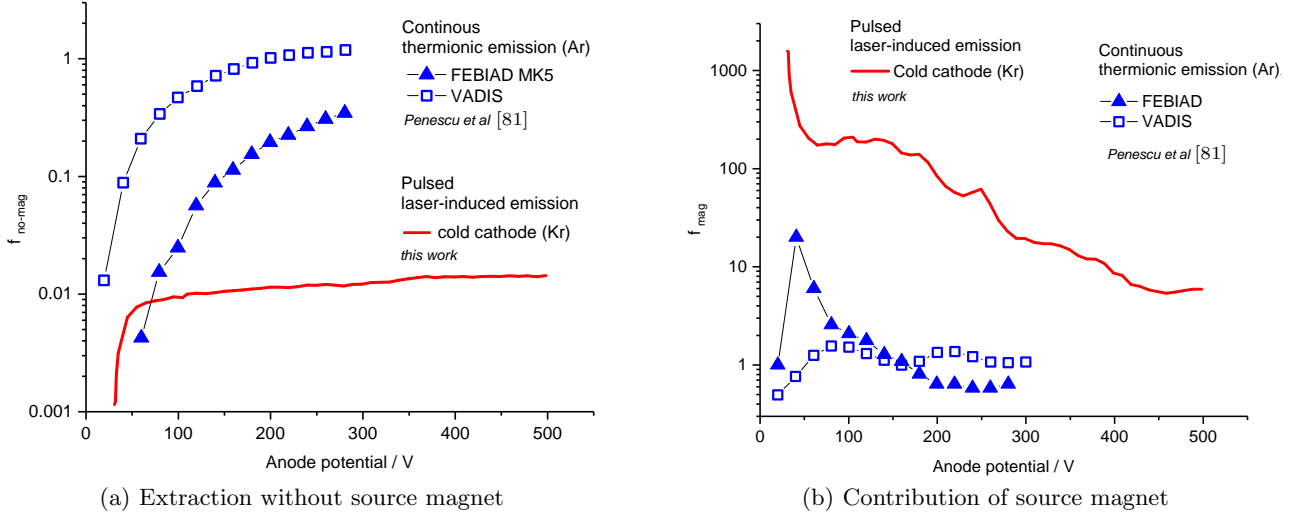 Continous
thermionic emission (Ar)
FEBIAD MK5
VADIS
Penescu et al [81]
Pulsed
laser-induced emission
cold cathode (Kr)
this work
1
0.1
0.01
0.001
f no-mag
0 100 200 300 400 500
Anode potential / V
(a) Extraction without source magnet
Pulsed
laser-induced emission
Cold cathode (Kr)
this work
Continuous
thermionic emission (Ar)
FEBIAD
VADIS
Penescu et al [81]
1000
100
10
1
f mag
0 100 200 300 400 500
Anode potential / V
(b) Contribution of source magnet